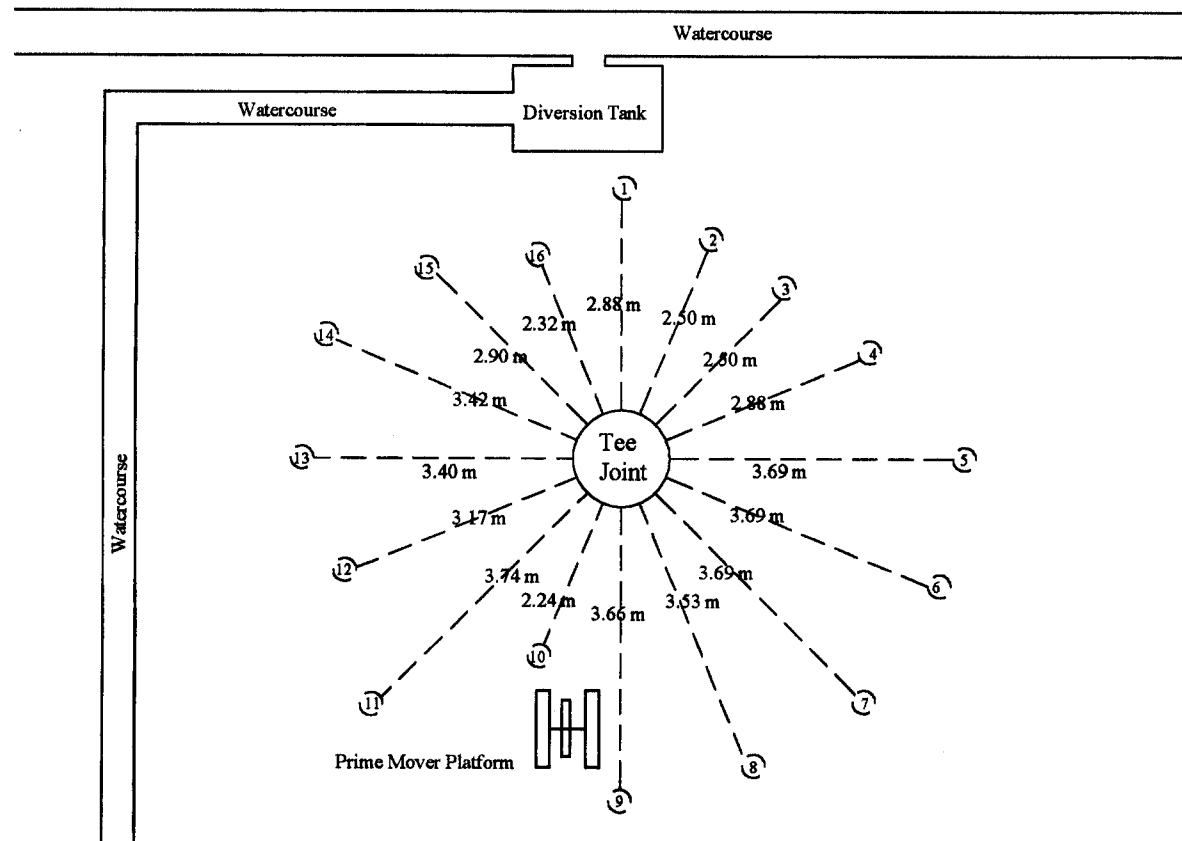 Watercourse
Watercourse
Diversion Tank
1
2
16
15
3
14
4
2.88 m
2.50 m
2.32 m
2.90 m
2.80 m
3.42 m
2.88 m
Tee
Joint
13
3.40 m
3.69 m
5
Watercourse
3.17 m
3.69 m
12
3.74 m
3.69 m
6
2.24 m
3.66 m
3.53 m
10
11
7
Prime Mover Platform
8
9